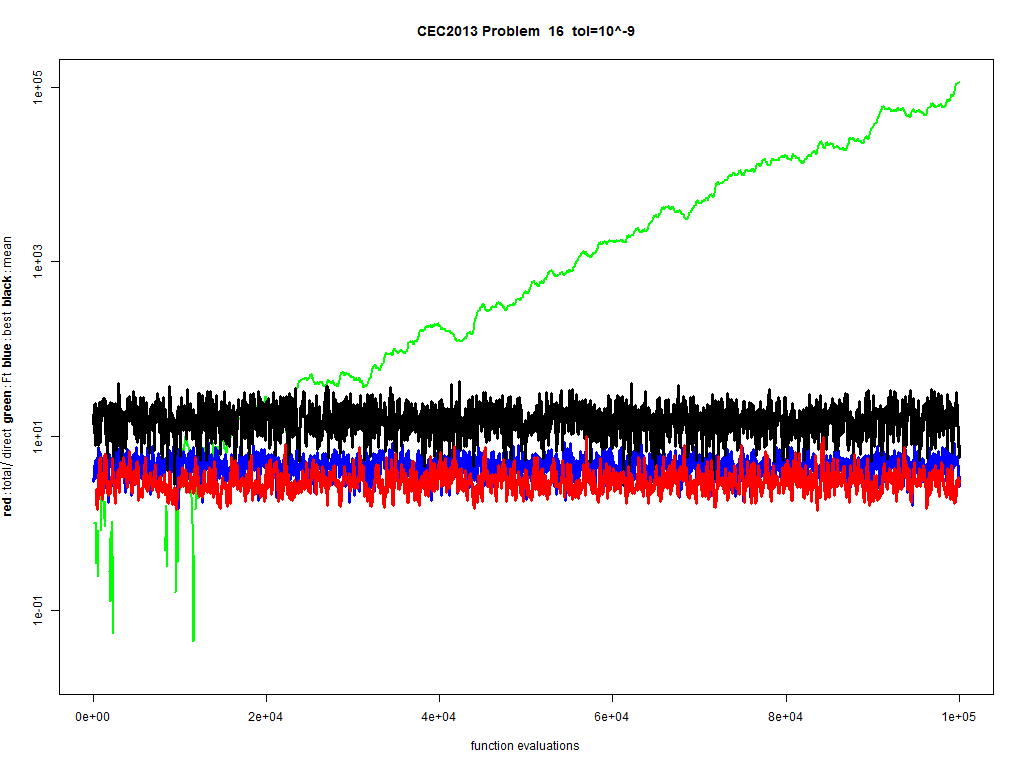 CEC2013 Problem 16 tol=10^-9
red : total/ direct green : Ft blue : best black : mean
1e+05
1e+03
1e+01
1e-01
0e+00 2e+04 4e+04 6e+04 8e+04 1e+05
function evaluations